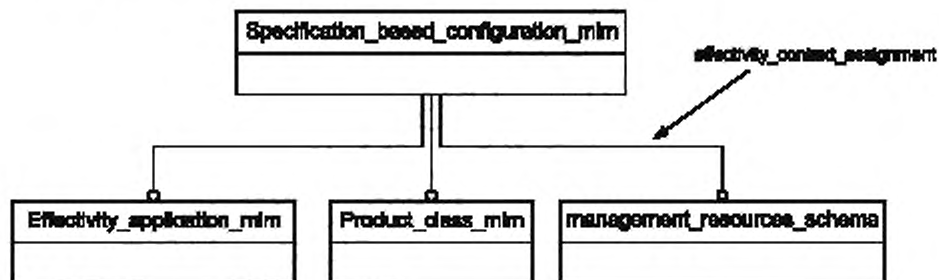 Specification_based_configuration_mim
effectivity_context_assignment
Effectivity_application_mim
Product_class_mim
management_resources_schema